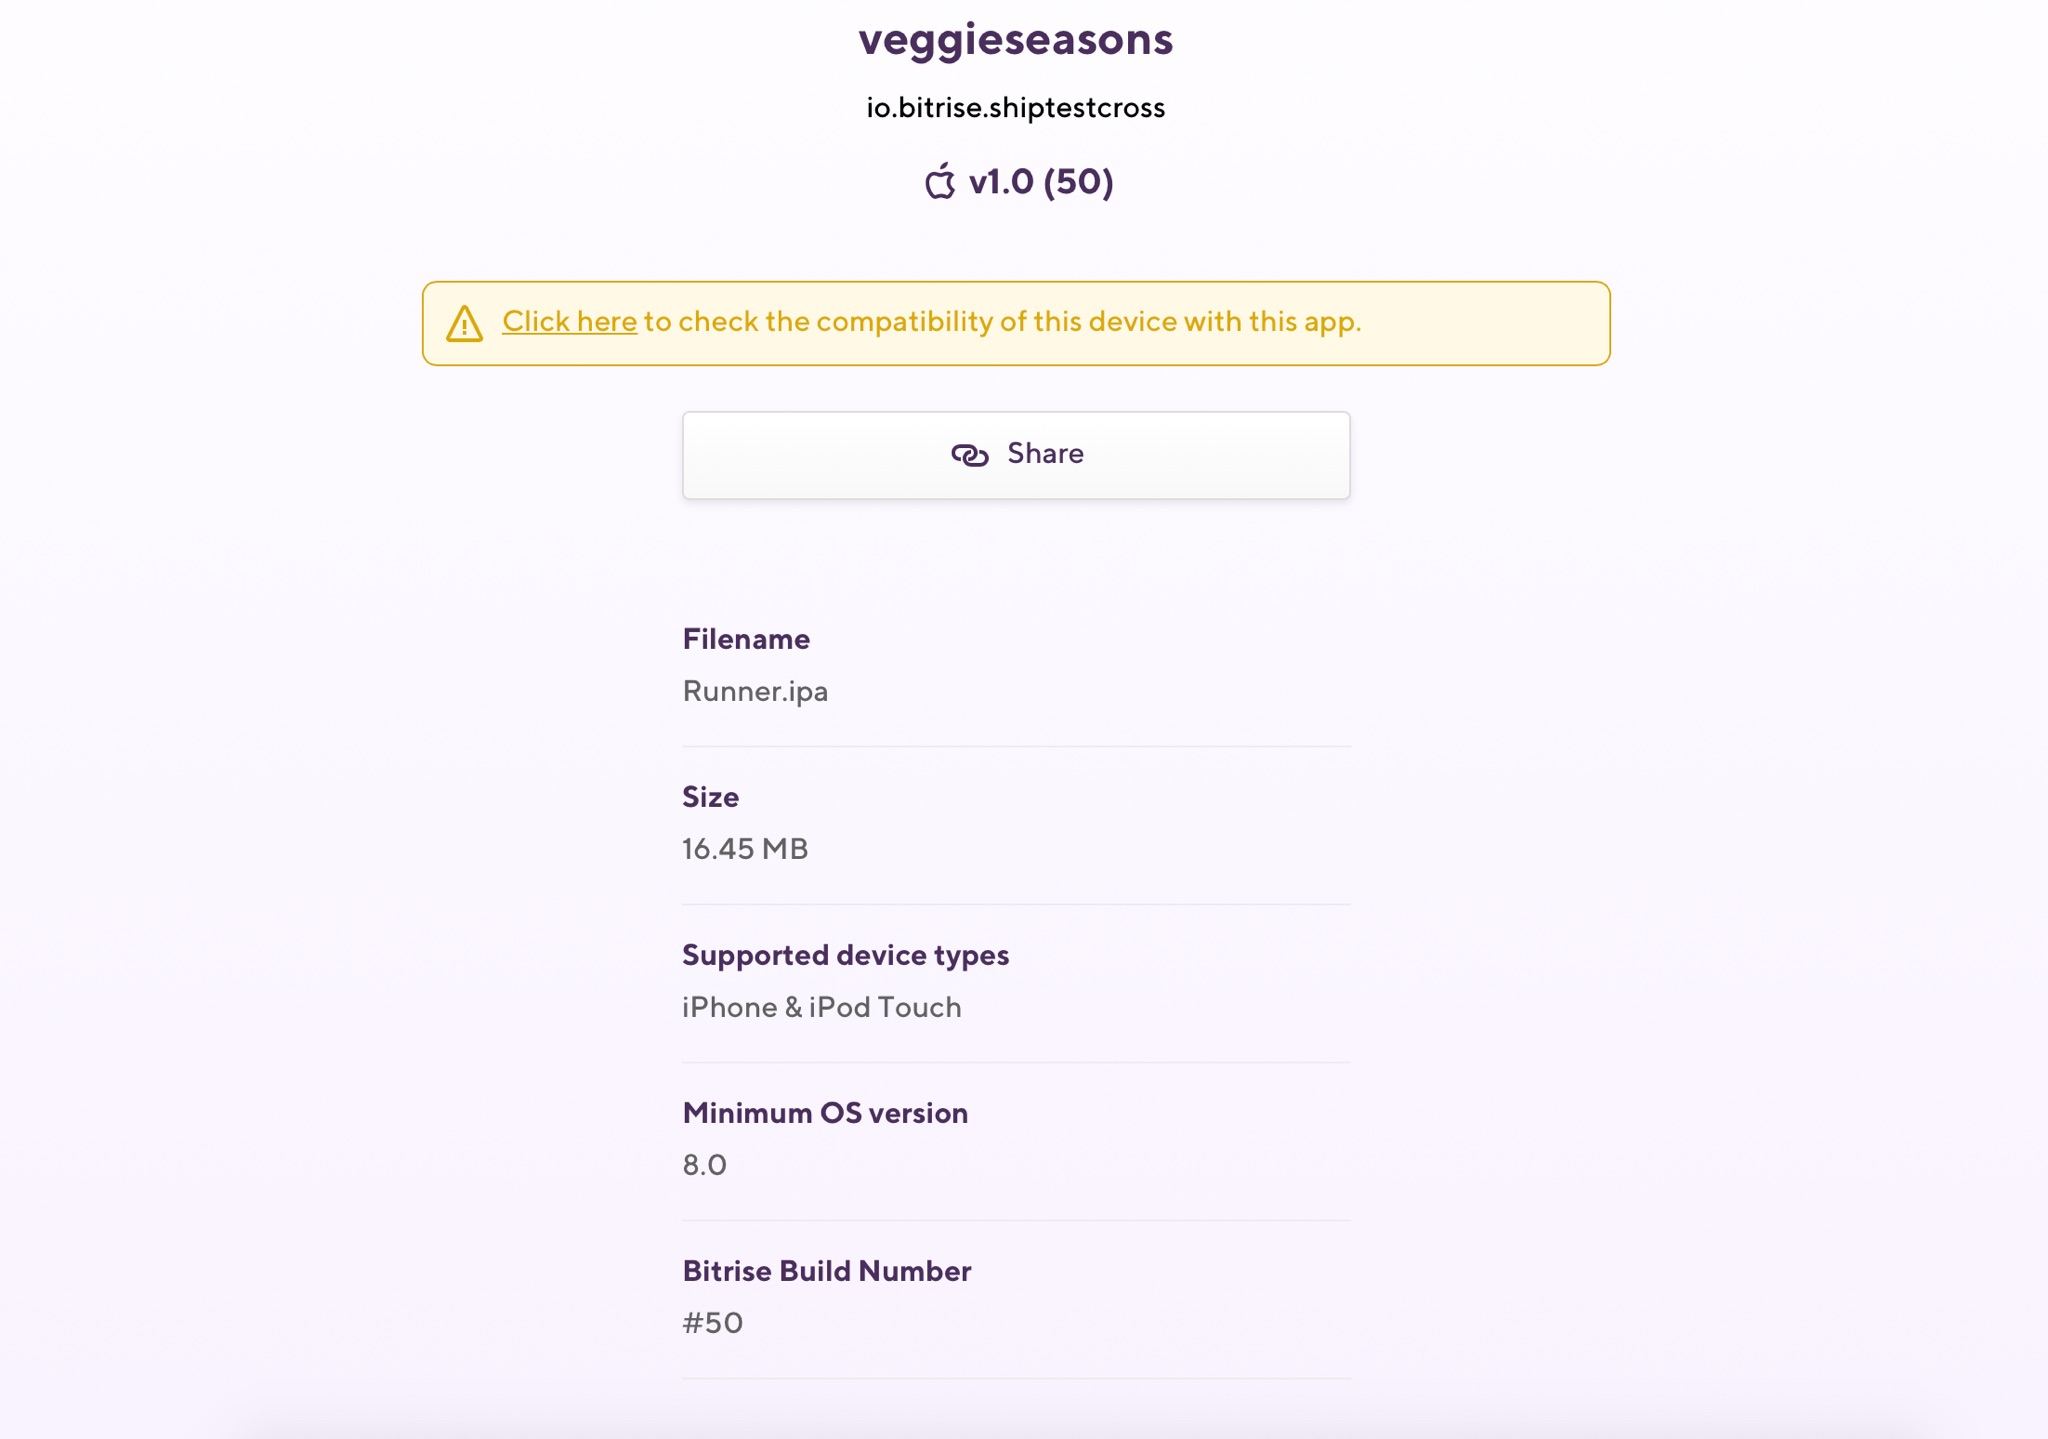 veggieseasons
io.bitrise.shiptestcross
v1.0 (50)
Click here to check the compatibility of this device with this app.
Share
Filename
Runner.ipa
Size
16.45 MB
Supported device types
iPhone & iPod Touch
Minimum OS version
8.0
Bitrise Build Number
#50